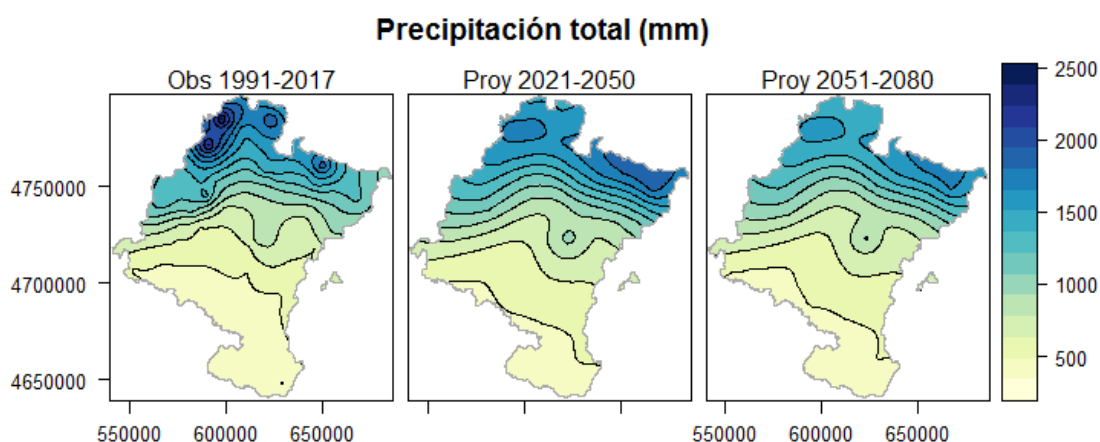 Precipitación total (mm)
Obs 1991-2017
Proy 2021-2050
Proy 2051-2080
2500
2000
1500
1000
500
4750000
4700000
4650000
550000 600000 650000
550000 600000 650000